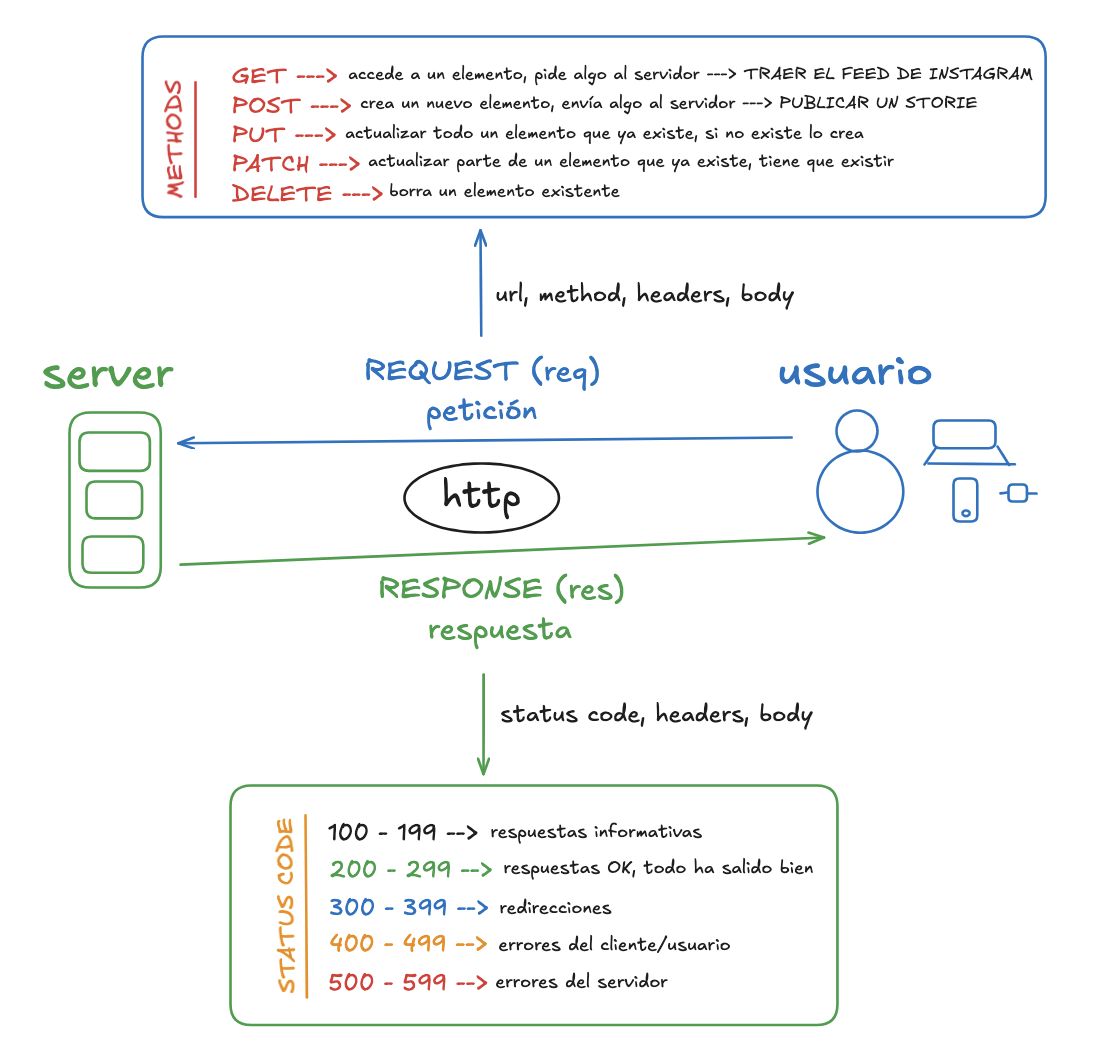 METHODS
GET ---> accede a un elemento, pide algo al servidor ---> TRAER EL FEED DE INSTAGRAM
POST ---> crea un nuevo elemento, envía algo al servidor ---> PUBLICAR UN STORIE
PUT ---> actualizar todo un elemento que ya existe, si no existe lo crea
PATCH ---> actualizar parte de un elemento que ya existe, tiene que existir
DELETE ---> borra un elemento existente
url, method, headers, body
server
REQUEST (req)
petición
usuario
http
RESPONSE (res)
respuesta
status code, headers, body
STATUS CODE
100 - 199 --> respuestas informativas
200 - 299 --> respuestas OK, todo ha salido bien
300 - 399 --> redirecciones
400 - 499 --> errores del cliente/usuario
500 - 599 --> errores del servidor